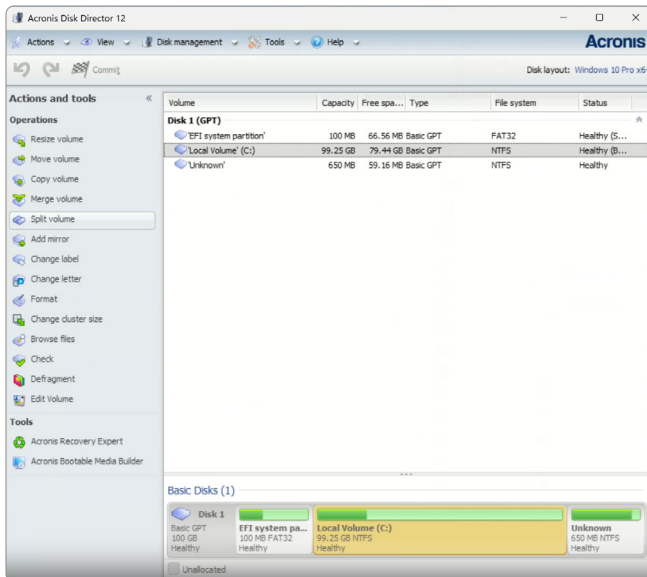 Acronis Disk Director 12
Actions View Disk management Tools Help Acronis
Commit Disk layout: Windows 10 Pro x6
Actions and tools «
Operations
Resize volume
Move volume
Copy volume
Merge volume
Split volume
Add mirror
Change label
Change letter
Format
Change cluster size
Browse files
Check
Defragment
Edit Volume
Tools
Acronis Recovery Expert
Acronis Bootable Media Builder
Volume Capacity Free spa... Type File system Status
Disk 1 (GPT)
'EFI system partition' 100 MB 66.56 MB Basic GPT FAT32 Healthy (S...
'Local Volume' (C:) 99.25 GB 79.44 GB Basic GPT NTFS Healthy (B...
'Unknown' 650 MB 59.16 MB Basic GPT NTFS Healthy
Basic Disks (1)
Disk 1
Basic GPT
100 GB
Healthy
EFI system pa...
100 MB FAT32
Healthy
Local Volume (C:)
99.25 GB NTFS
Healthy
Unknown
650 MB NTFS
Healthy
Unallocated